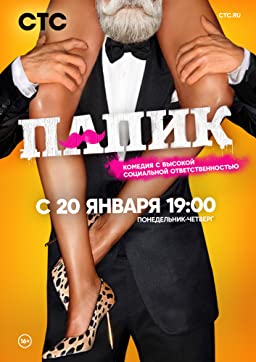 СТС
CTC.RU
ПАПИК
КОМЕДИЯ С ВЫСОКОЙ
СОЦИАЛЬНОЙ ОТВЕТСТВЕННОСТЬЮ
С 20 ЯНВАРЯ 19:00
ПОНЕДЕЛЬНИК-ЧЕТВЕРГ
16+